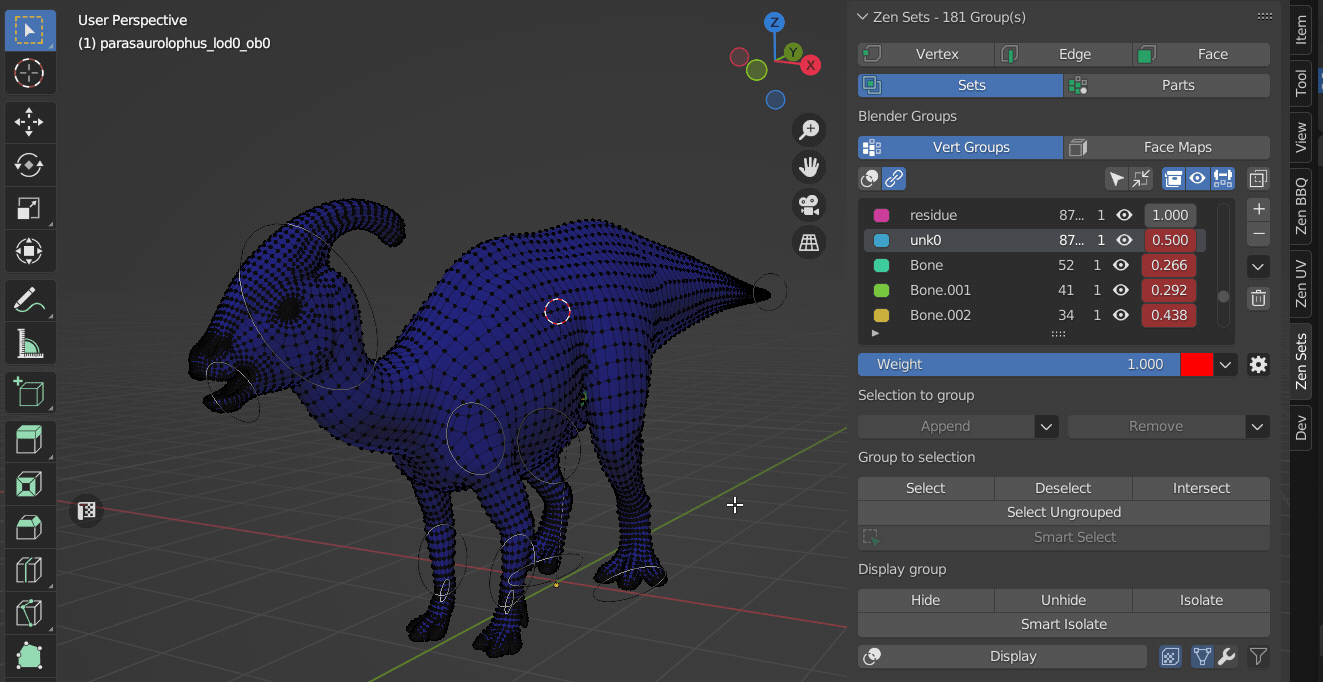 User Perspective
(1) parasaurolophus_lod0_ob0
Z
Y
X
Zen Sets - 181 Group(s)
Vertex Edge Face
Sets Parts
Blender Groups
Vert Groups Face Maps
residue 87... 1 1.000
unk0 87... 1 0.500
Bone 52 1 0.266
Bone.001 41 1 0.292
Bone.002 34 1 0.438
Weight 1.000
Selection to group
Append Remove
Group to selection
Select Deselect Intersect
Select Ungrouped
Smart Select
Display group
Hide Unhide Isolate
Smart Isolate
Display
Item
Tool
View
Zen BBQ
Zen UV
Zen Sets
Dev